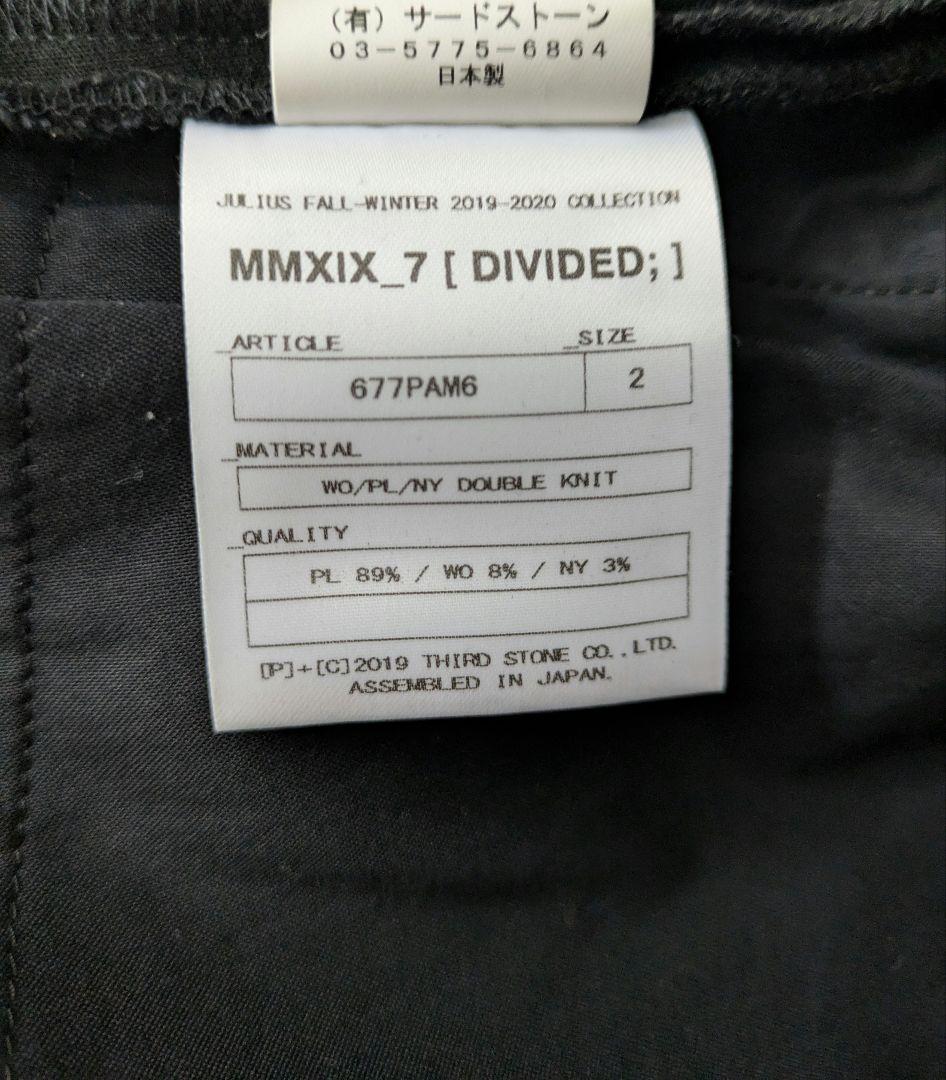 (有)サードストーン
03-5775-6864
日本製
JULIUS FALL-WINTER 2019-2020 COLLECTION
MMXIX_7 [ DIVIDED; ]
_ARTICLE _SIZE
677PAM6 2
_MATERIAL
WO/PL/NY DOUBLE KNIT
_QUALITY
PL 89% / WO 8% / NY 3%
[P]+[C]2019 THIRD STONE CO.,LTD.
ASSEMBLED IN JAPAN.